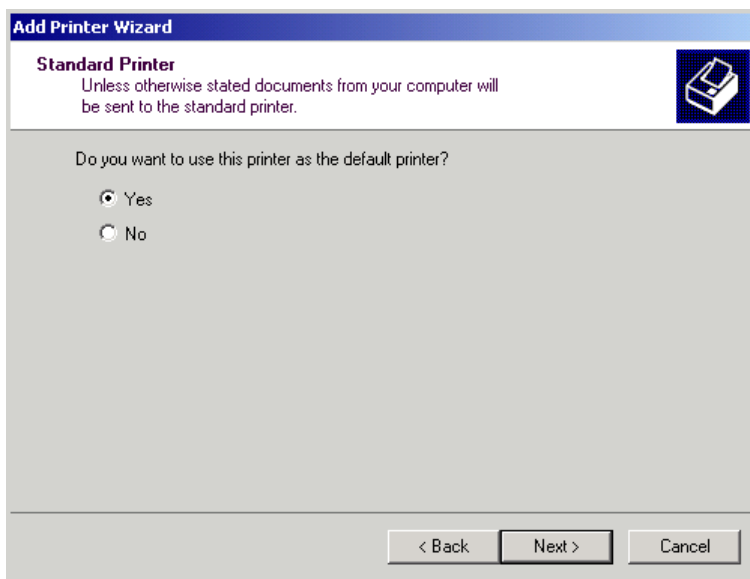 Add Printer Wizard
Standard Printer
Unless otherwise stated documents from your computer will
be sent to the standard printer.
Do you want to use this printer as the default printer?
Yes
No
< Back
Next >
Cancel